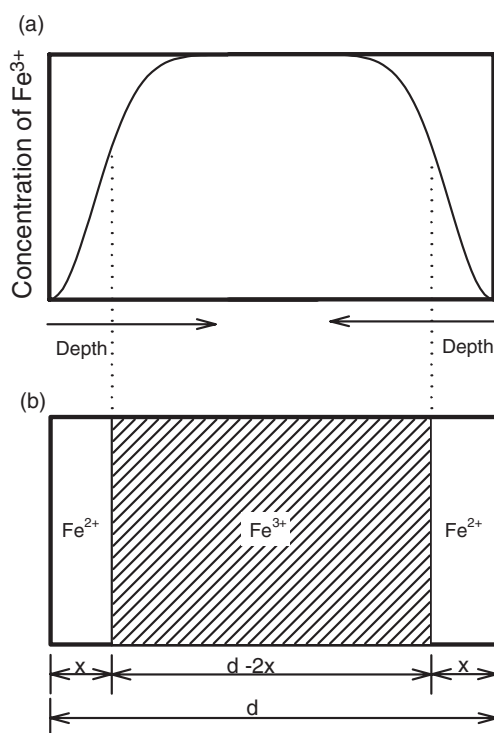 (a)
Concentration of Fe³⁺
Depth
Depth
(b)
Fe²⁺
Fe³⁺
Fe²⁺
x
d -2x
x
d